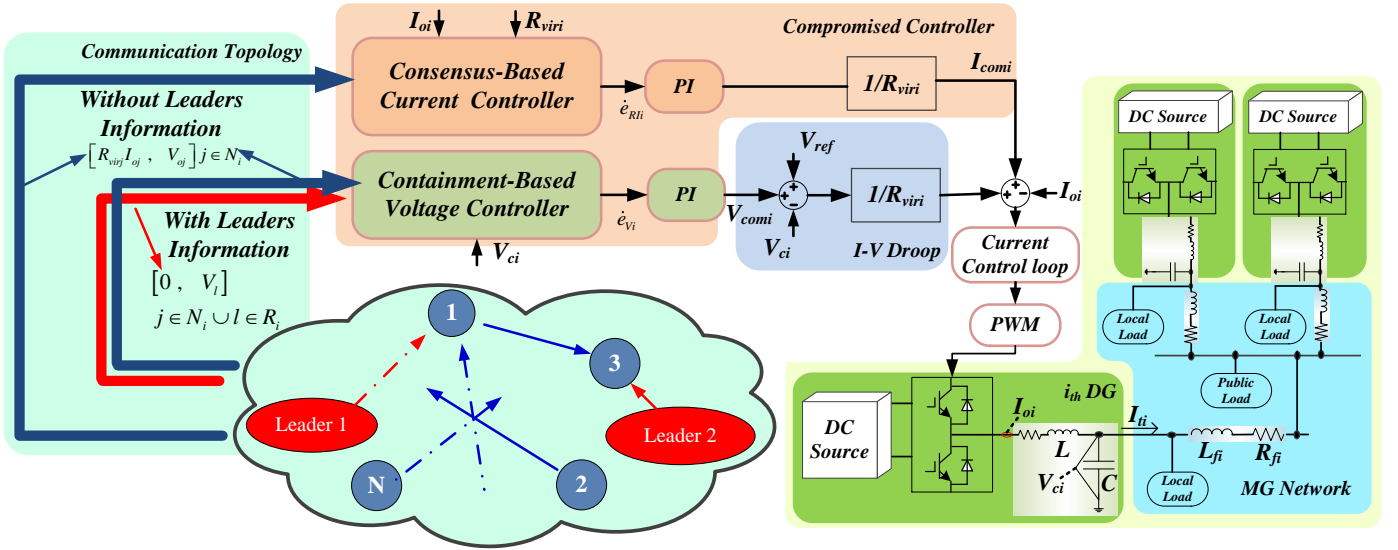 Communication Topology
Without Leaders
Information
[R_virj I_oj , V_oj] j ∈ N_i
With Leaders
Information
[0 , V_l]
j ∈ N_i ∪ l ∈ R_i
I_oi
R_viri
Compromised Controller
Consensus-Based
Current Controller
ė_RIi
PI
1/R_viri
I_comi
Containment-Based
Voltage Controller
ė_Vi
PI
V_comi
V_ci
V_ref
V_ci
1/R_viri
I-V Droop
I_oi
Current
Control loop
PWM
1
3
Leader 1
Leader 2
N
2
DC
Source
i_th DG
I_oi
L
V_ci
C
I_ti
L_fi
R_fi
Local
Load
MG Network
DC Source
DC Source
Local
Load
Local
Load
Public
Load